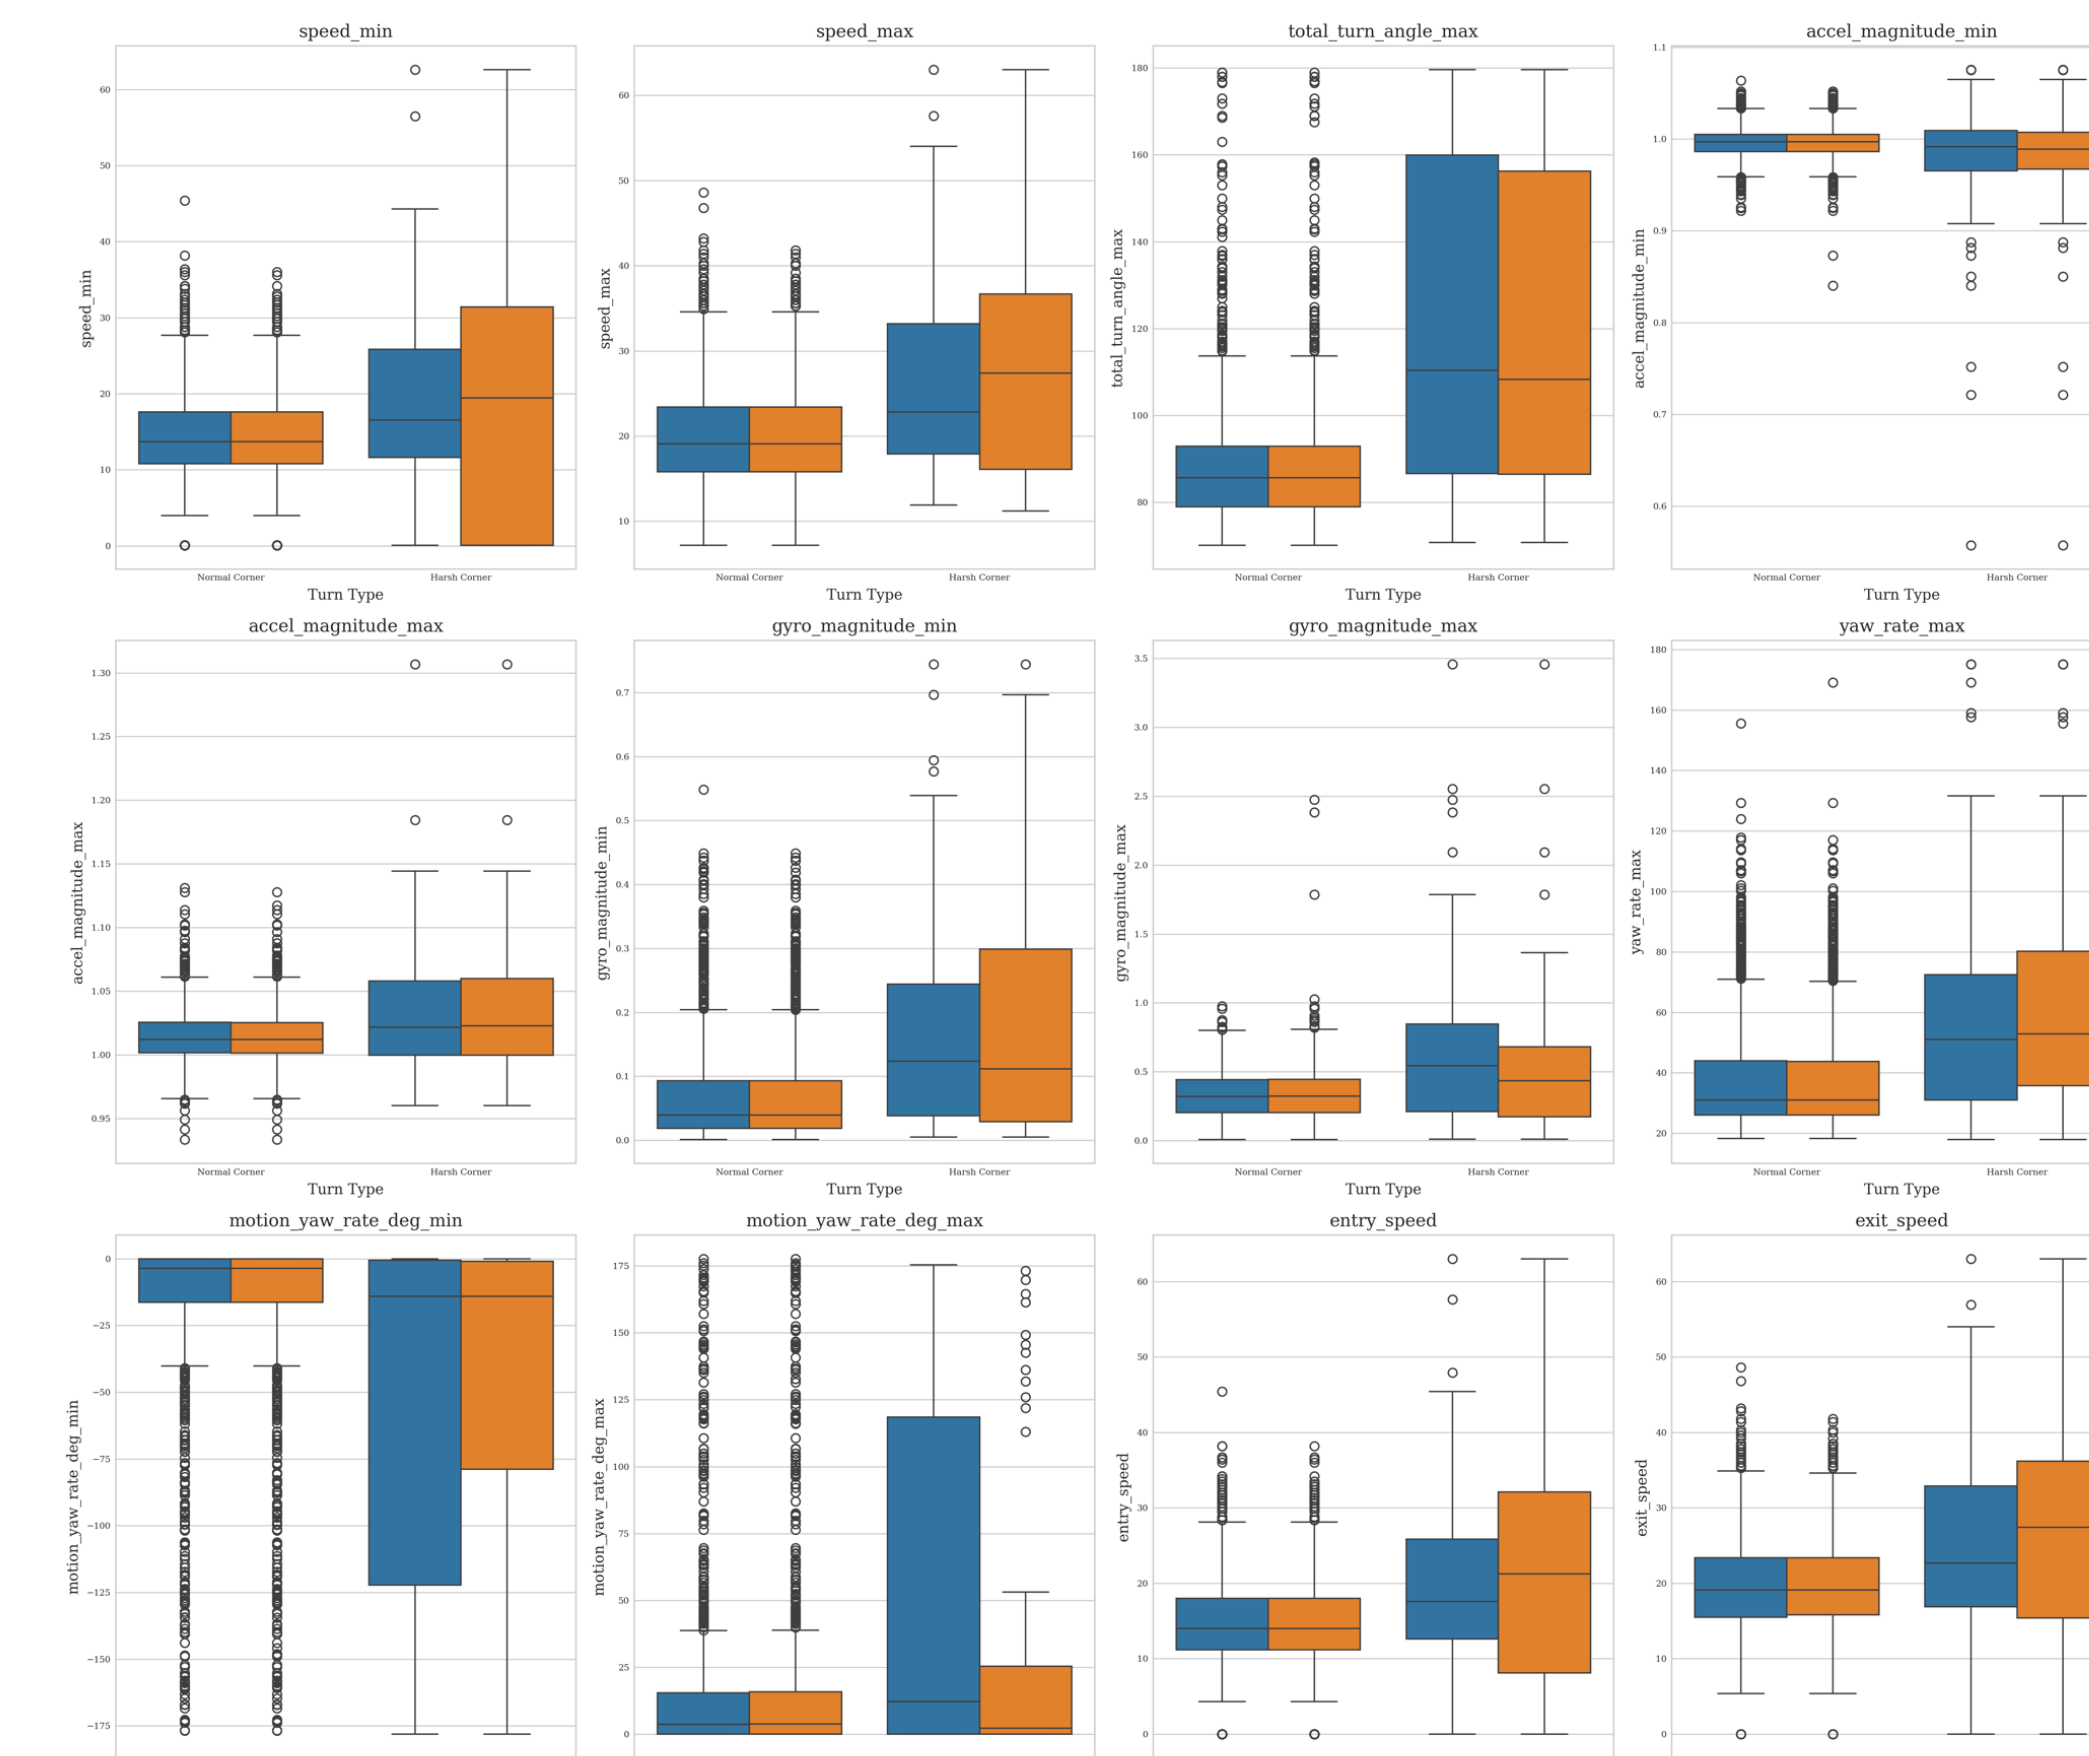 speed_min
speed_max
total_turn_angle_max
accel_magnitude_min
speed_min
60
50
40
30
20
10
0
speed_max
60
50
40
30
20
10
total_turn_angle_max
180
160
140
120
100
80
accel_magnitude_min
1.1
1.0
0.9
0.8
0.7
0.6
Normal Corner Harsh Corner
Normal Corner Harsh Corner
Normal Corner Harsh Corner
Normal Corner Harsh Corner
Turn Type
Turn Type
Turn Type
Turn Type
accel_magnitude_max
gyro_magnitude_min
gyro_magnitude_max
yaw_rate_max
accel_magnitude_max
1.30
1.25
1.20
1.15
1.10
1.05
1.00
0.95
gyro_magnitude_min
0.7
0.6
0.5
0.4
0.3
0.2
0.1
0.0
gyro_magnitude_max
3.5
3.0
2.5
2.0
1.5
1.0
0.5
0.0
yaw_rate_max
180
160
140
120
100
80
60
40
20
Normal Corner Harsh Corner
Normal Corner Harsh Corner
Normal Corner Harsh Corner
Normal Corner Harsh Corner
Turn Type
Turn Type
Turn Type
Turn Type
motion_yaw_rate_deg_min
motion_yaw_rate_deg_max
entry_speed
exit_speed
motion_yaw_rate_deg_min
0
−25
−50
−75
−100
−125
−150
−175
motion_yaw_rate_deg_max
175
150
125
100
75
50
25
0
entry_speed
60
50
40
30
20
10
0
exit_speed
60
50
40
30
20
10
0